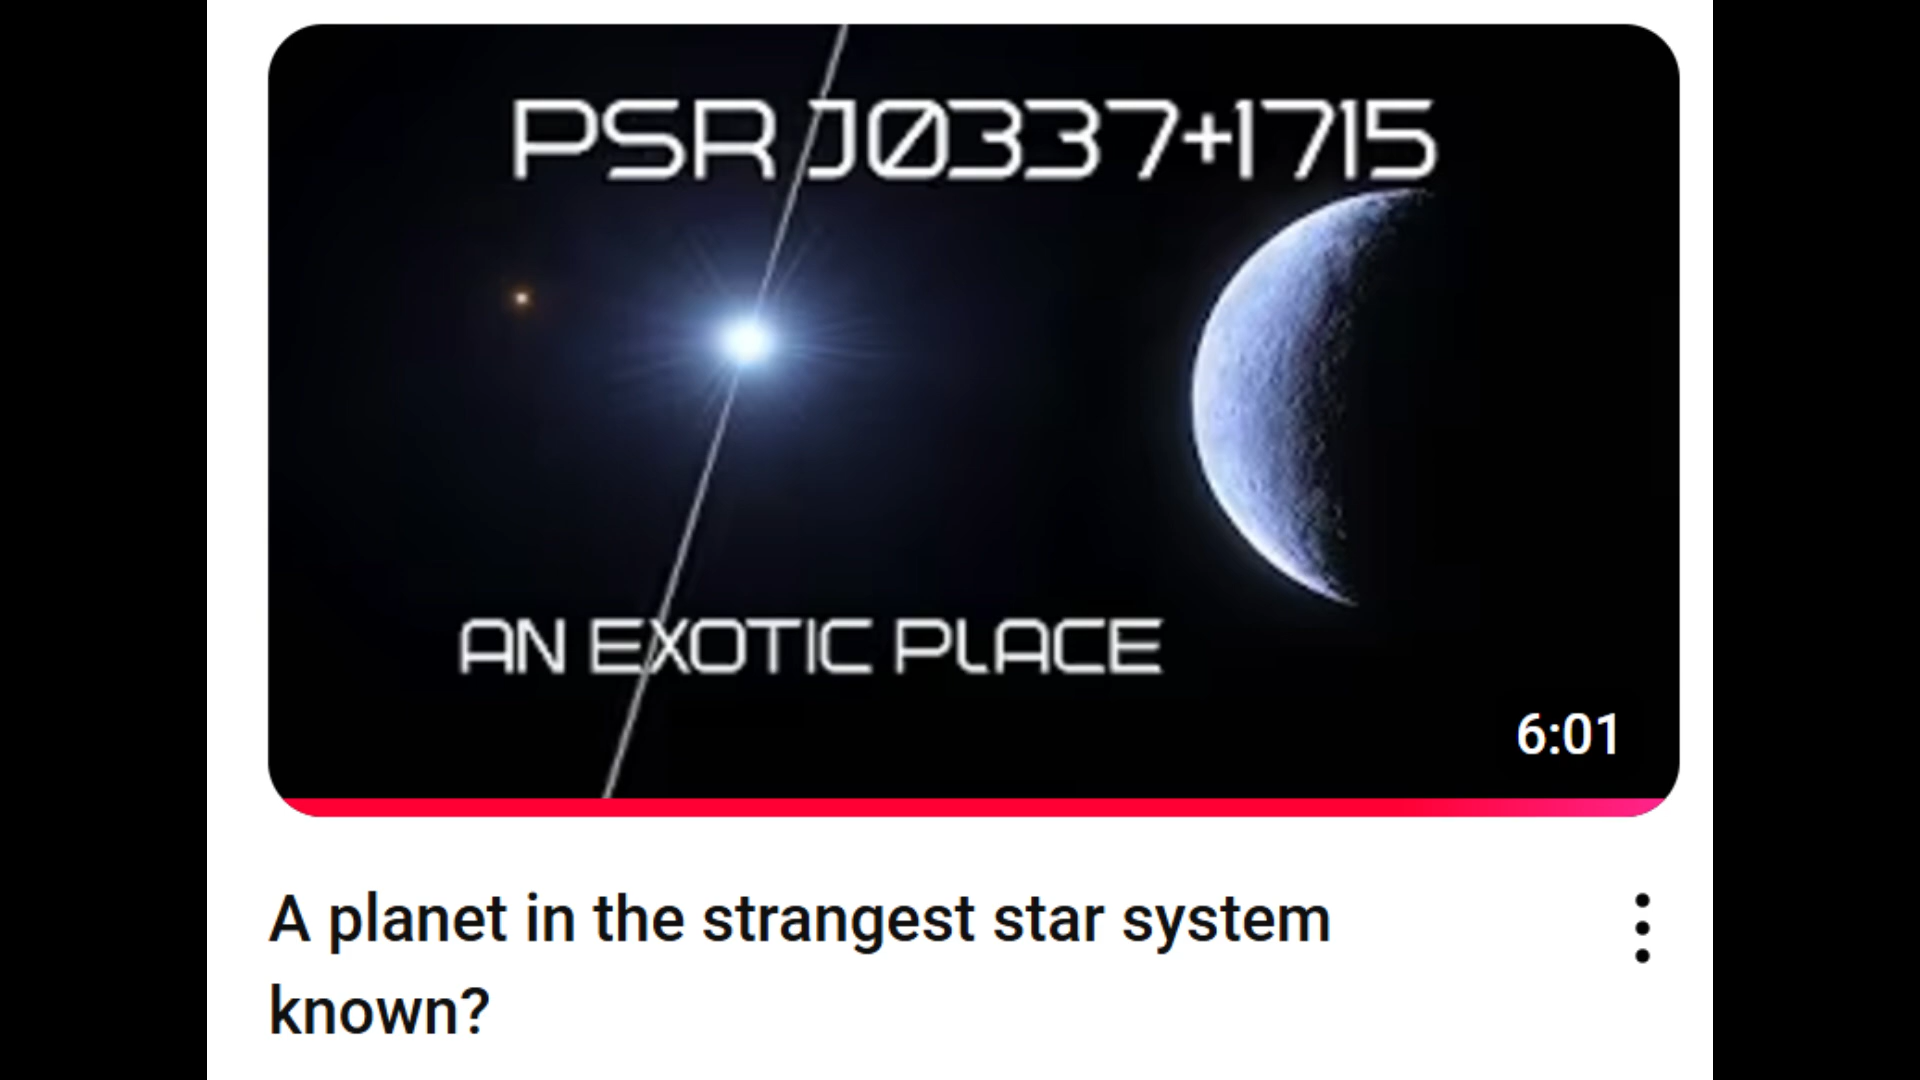 PSR J0337+1715
AN EXOTIC PLACE
6:01
A planet in the strangest star system
known?